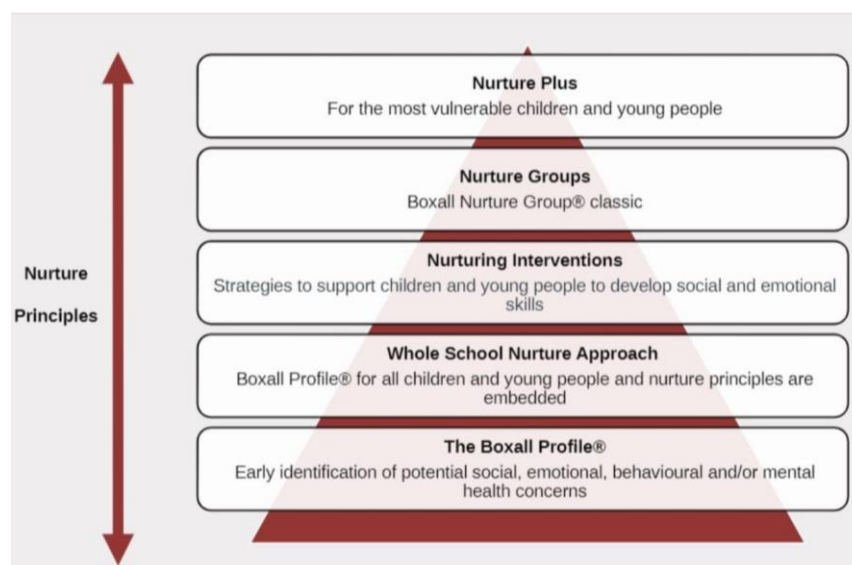 Nurture Plus
For the most vulnerable children and young people
Nurture Groups
Boxall Nurture Group® classic
Nurturing Interventions
Strategies to support children and young people to develop social and emotional
skills
Nurture
Principles
Whole School Nurture Approach
Boxall Profile® for all children and young people and nurture principles are
embedded
The Boxall Profile®
Early identification of potential social, emotional, behavioural and/or mental
health concerns